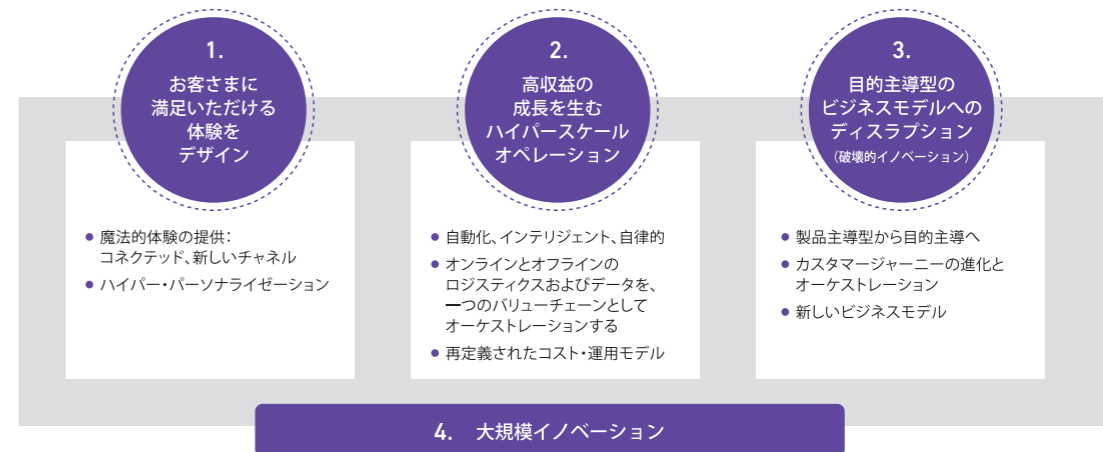 1.
お客さまに
満足いただける
体験を
デザイン
● 魔法的体験の提供：
コネクテッド、新しいチャネル
● ハイパー・パーソナライゼーション
2.
高収益の
成長を生む
ハイパースケール
オペレーション
● 自動化、インテリジェント、自律的
● オンラインとオフラインの
ロジスティクスおよびデータを、
一つのバリューチェーンとして
オーケストレーションする
● 再定義されたコスト・運用モデル
3.
目的主導型の
ビジネスモデルへの
ディスラプション
（破壊的イノベーション）
● 製品主導型から目的主導へ
● カスタマージャーニーの進化と
オーケストレーション
● 新しいビジネスモデル
4. 大規模イノベーション